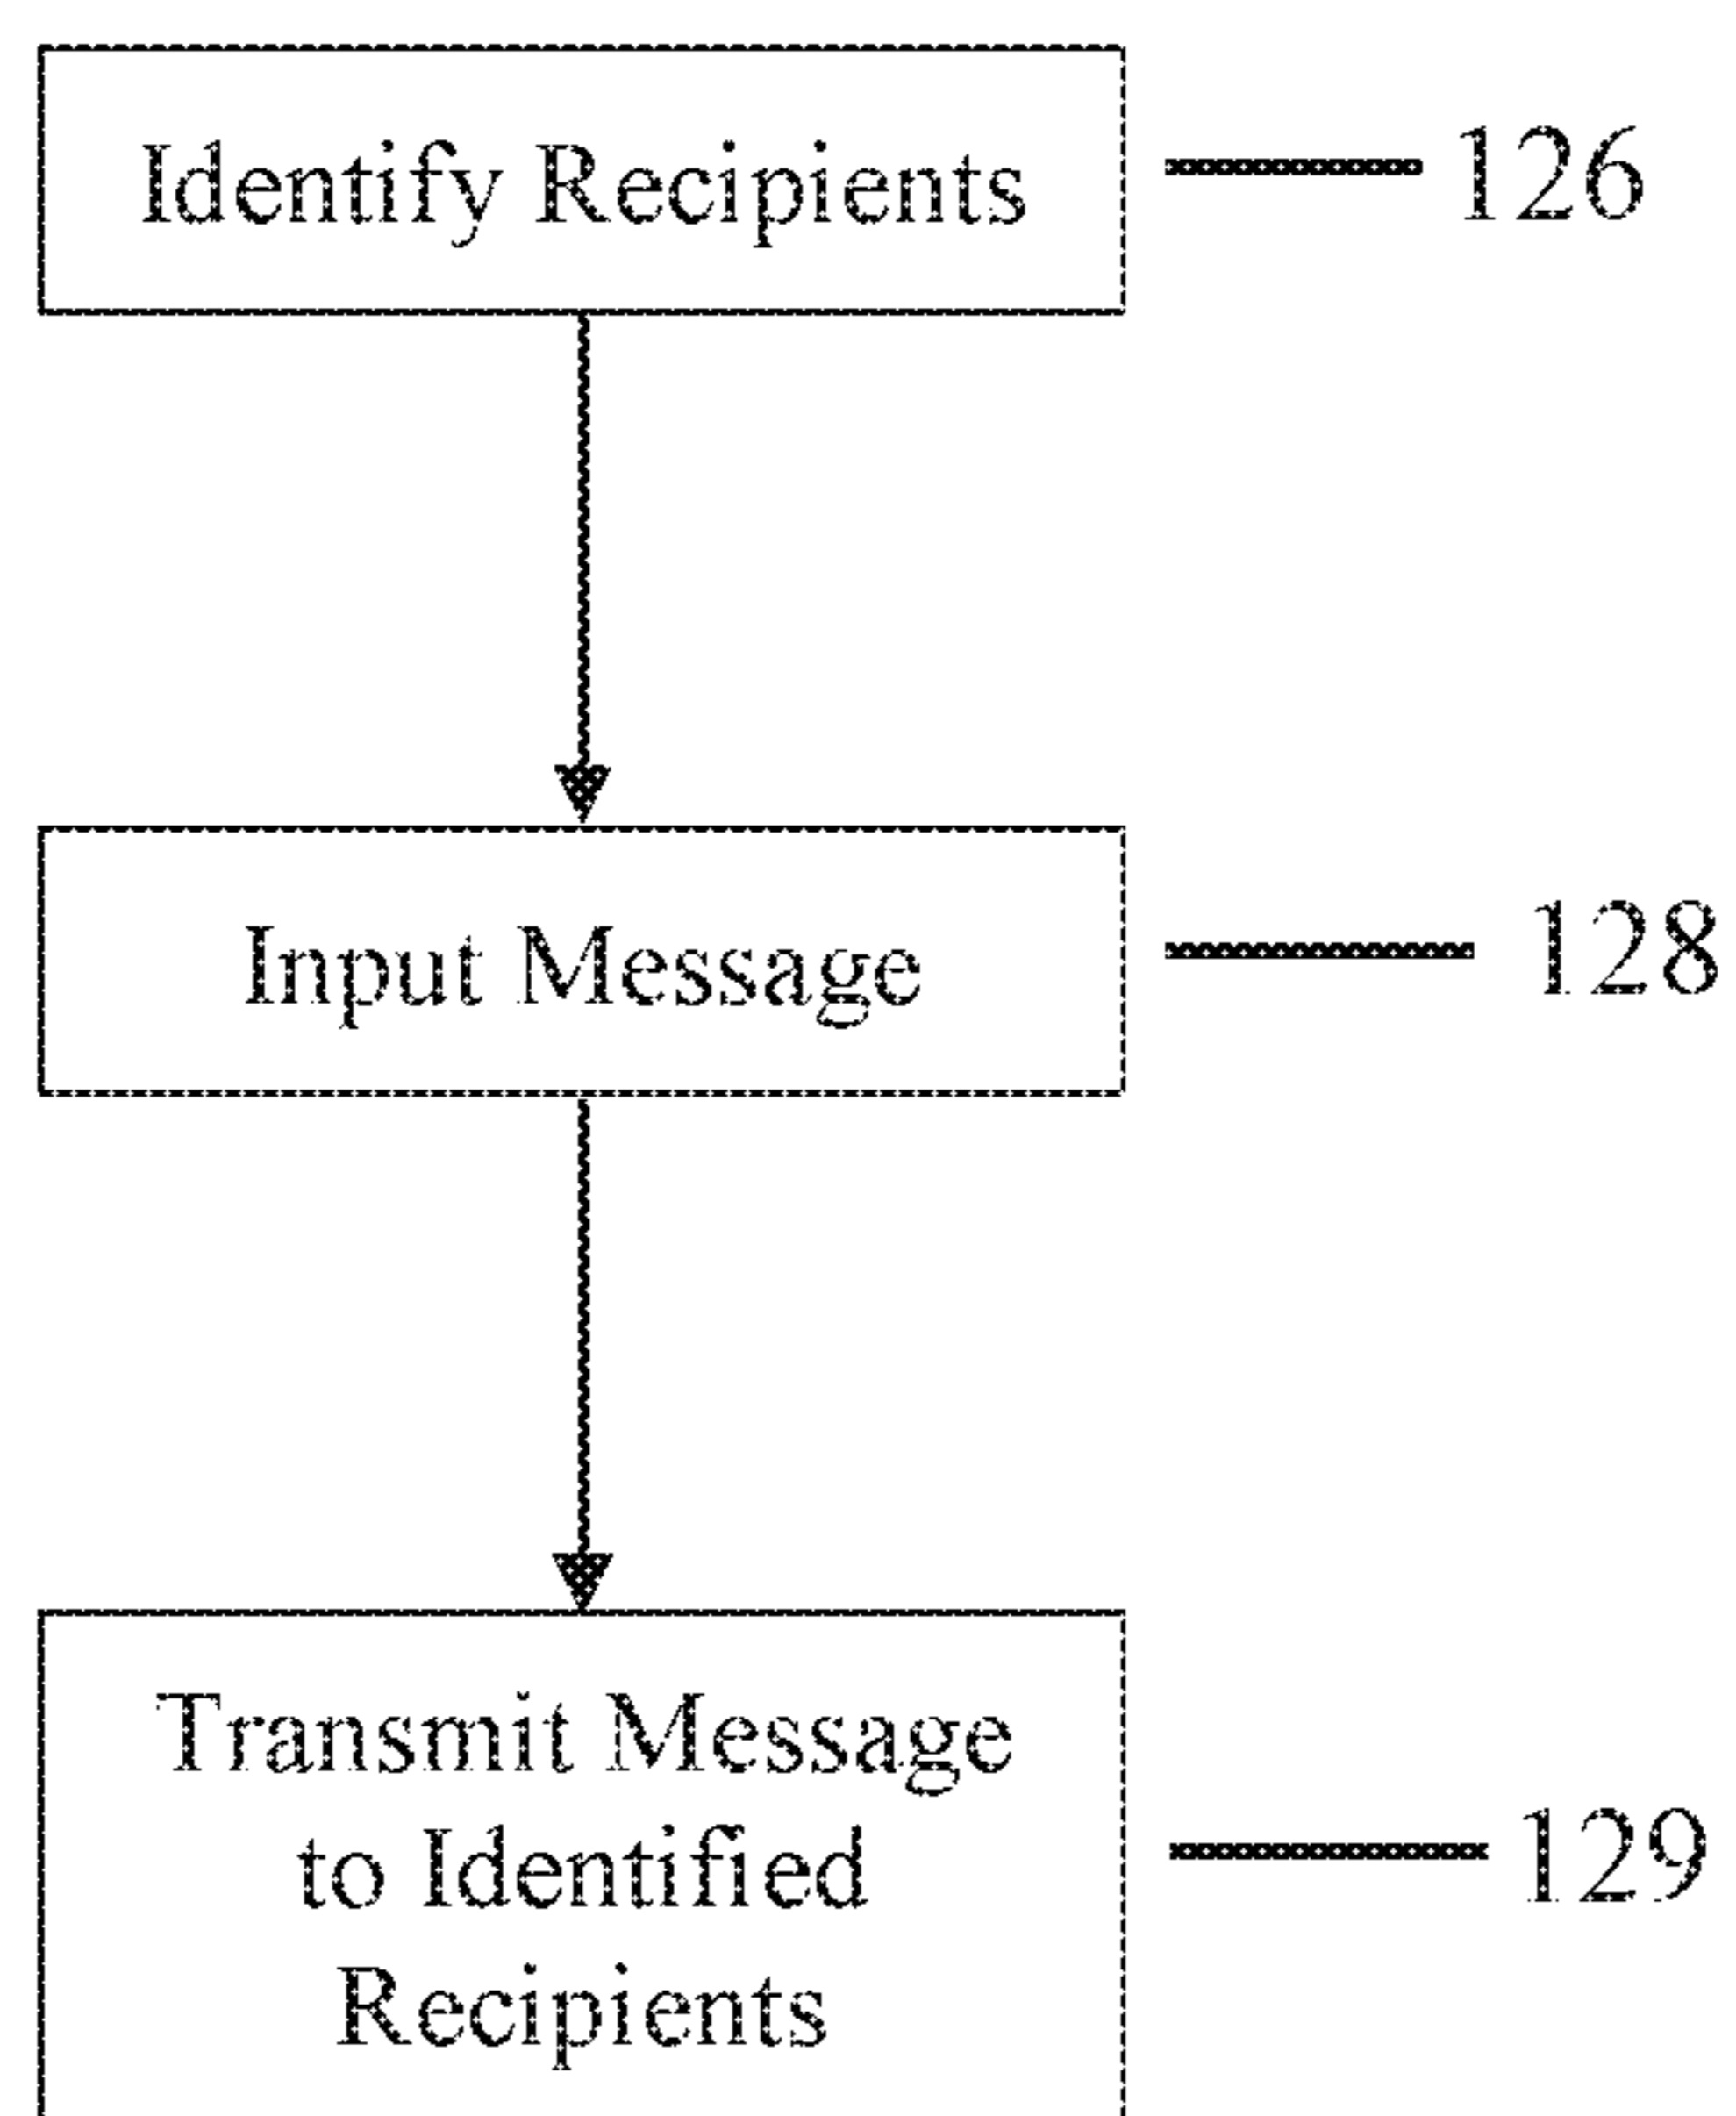 Identify Recipients
126
Input Message
128
Transmit Message
to Identified
Recipients
129